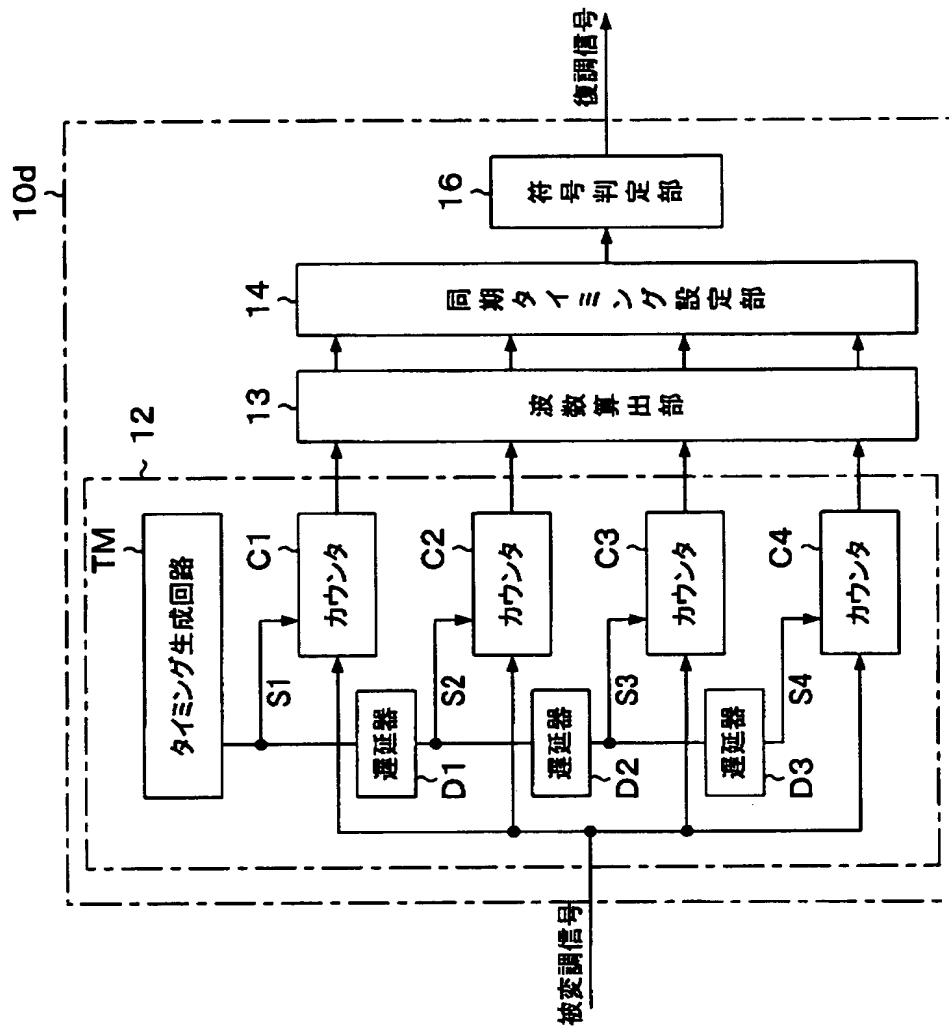 10d
12
TM
タイミング生成回路
S1
C1
カウンタ
遅延器
D1
S2
C2
カウンタ
遅延器
D2
S3
C3
カウンタ
遅延器
D3
S4
C4
カウンタ
被変調信号
13
波数算出部
14
同期タイミング設定部
16
符号判定部
復調信号